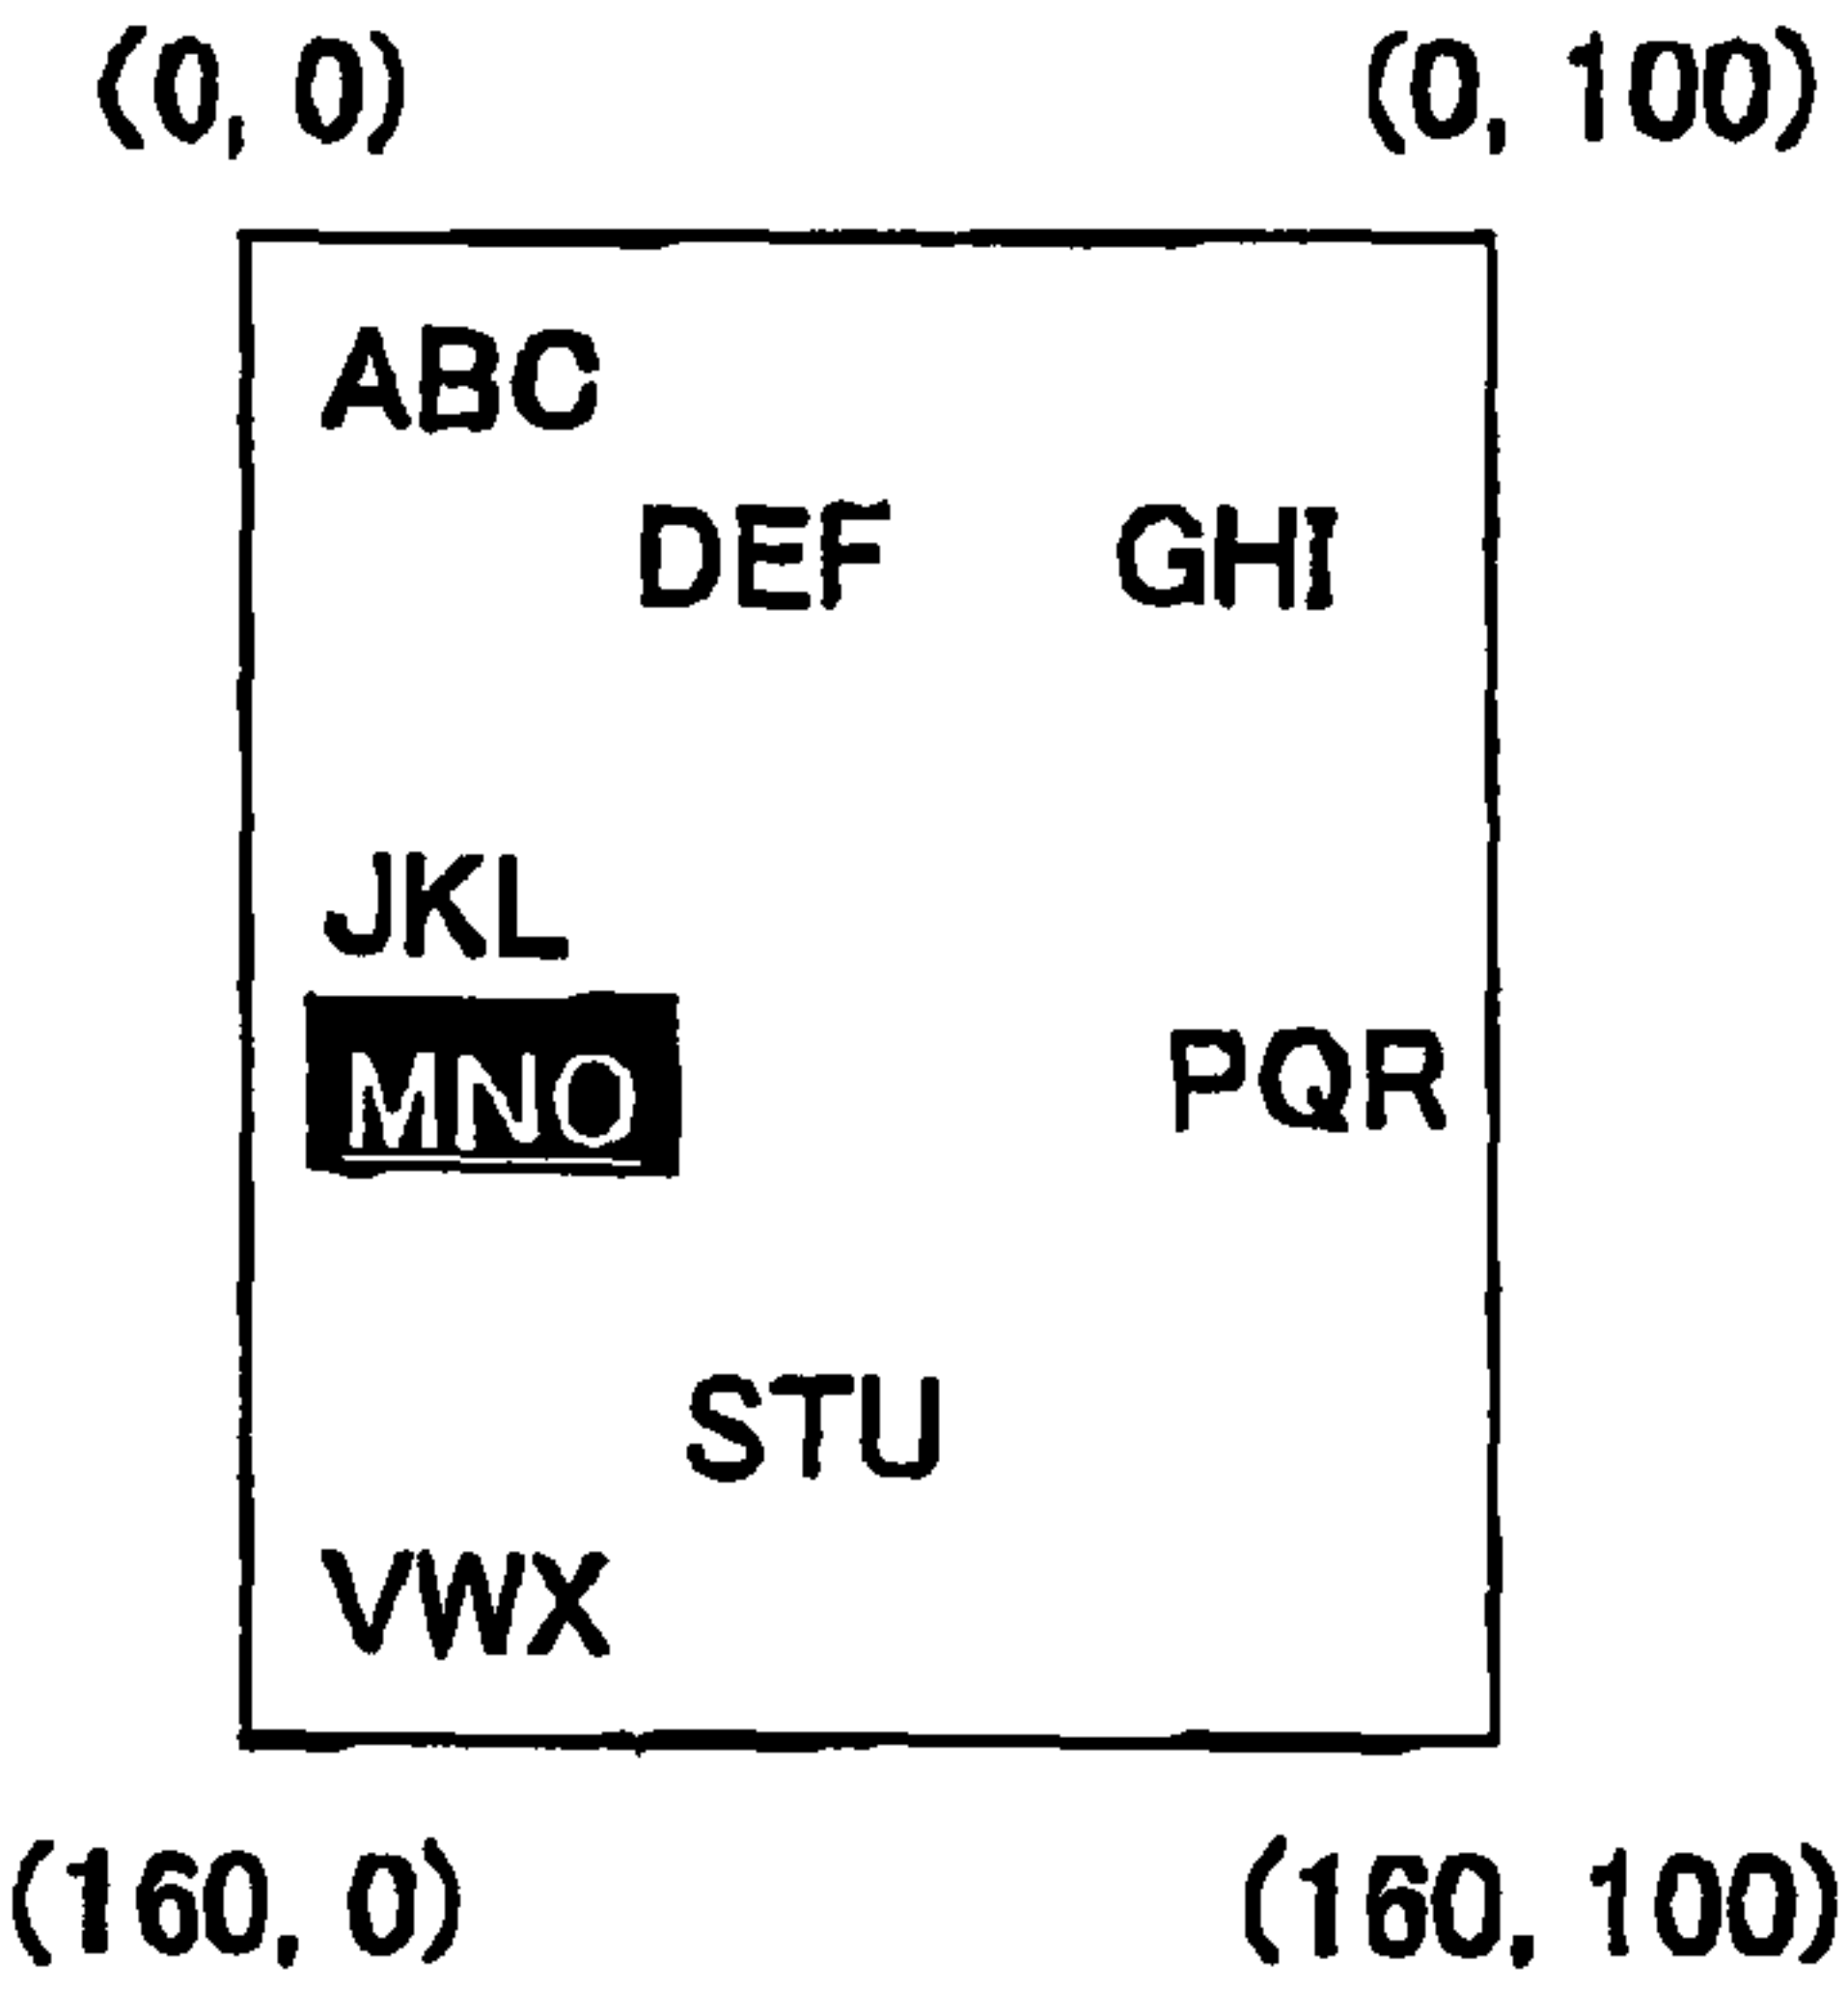 (0, 0) (0, 100)
ABC
DEF GHI
JKL
MNO PQR
STU
VWX
(160, 0) (160, 100)